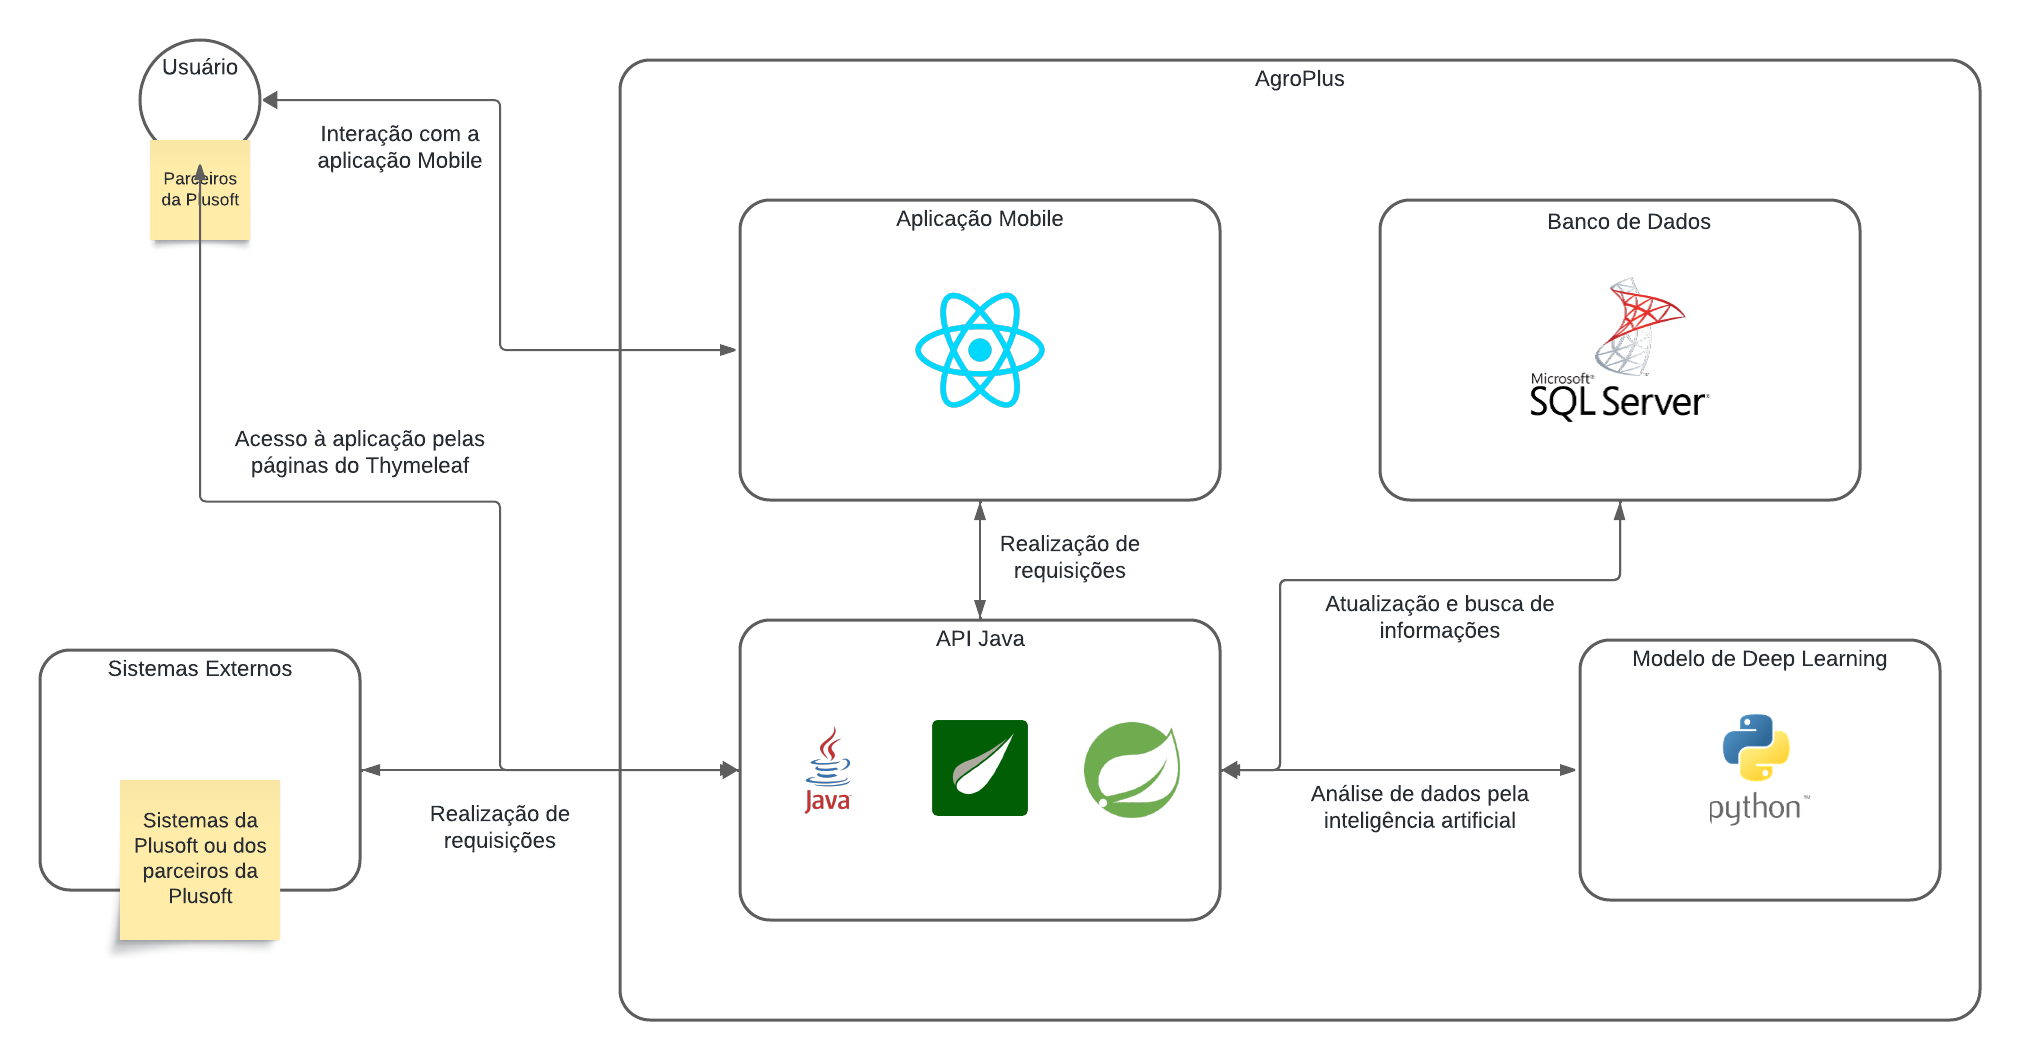 Usuário
Parceiros
da Plusoft
Interação com a
aplicação Mobile
Acesso à aplicação pelas
páginas do Thymeleaf
Sistemas Externos
Sistemas da
Plusoft ou dos
parceiros da
Plusoft
Realização de
requisições
AgroPlus
Aplicação Mobile
Banco de Dados
Microsoft®
SQL Server
Realização de
requisições
API Java
Java
Atualização e busca de
informações
Análise de dados pela
inteligência artificial
Modelo de Deep Learning
python™